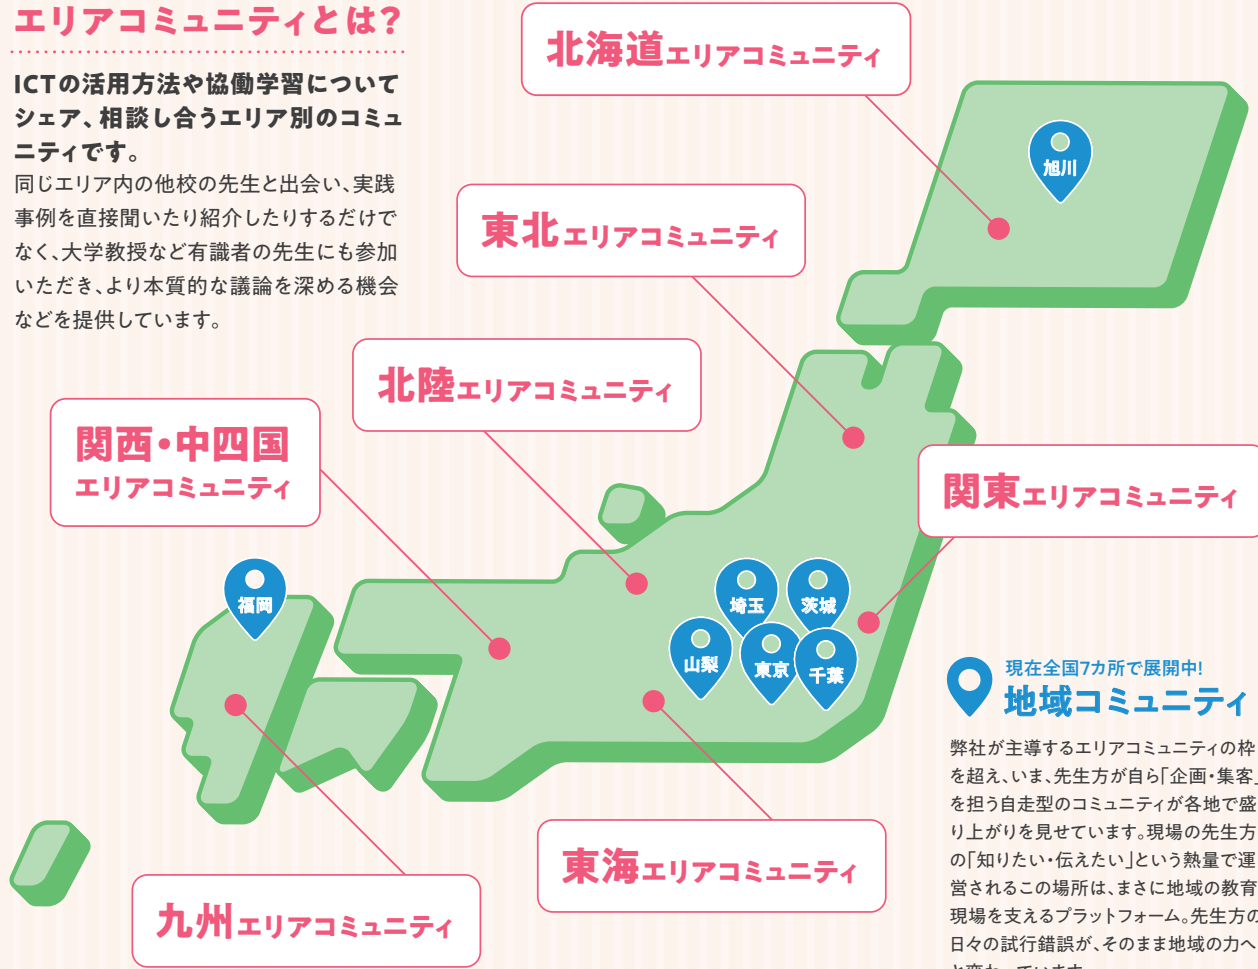 エリアコミュニティとは?
ICTの活用方法や協働学習について
シェア、相談し合うエリア別のコミュ
ニティです。
同じエリア内の他校の先生と出会い、実践
事例を直接聞いたり紹介したりするだけで
なく、大学教授など有識者の先生にも参加
いただき、より本質的な議論を深める機会
などを提供しています。
北海道エリアコミュニティ
旭川
東北エリアコミュニティ
北陸エリアコミュニティ
関西・中四国
エリアコミュニティ
関東エリアコミュニティ
福岡
埼玉
茨城
山梨
東京
千葉
東海エリアコミュニティ
九州エリアコミュニティ
現在全国7カ所で展開中!
地域コミュニティ
弊社が主導するエリアコミュニティの枠
を超え、いま、先生方が自ら「企画・集客」
を担う自走型のコミュニティが各地で盛
り上がりを見せています。現場の先生方
の「知りたい・伝えたい」という熱量で運
営されるこの場所は、まさに地域の教育
現場を支えるプラットフォーム。先生方の
日々の試行錯誤が、そのまま地域の力へ